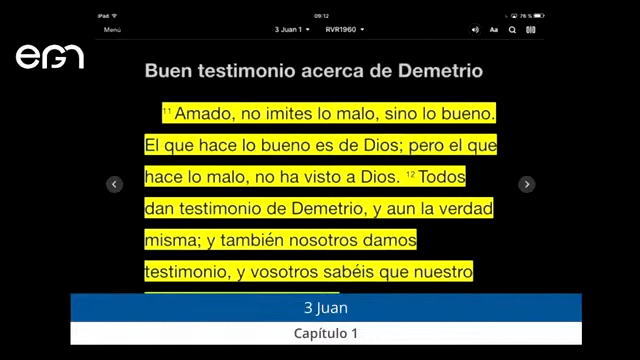 iPad
09:12
76 %
Menú
3 Juan 1
RVR1960
Aa
Buen testimonio acerca de Demetrio
11 Amado, no imites lo malo, sino lo bueno.
El que hace lo bueno es de Dios; pero el que
hace lo malo, no ha visto a Dios. 12 Todos
dan testimonio de Demetrio, y aun la verdad
misma; y también nosotros damos
testimonio, y vosotros sabéis que nuestro
3 Juan
Capítulo 1